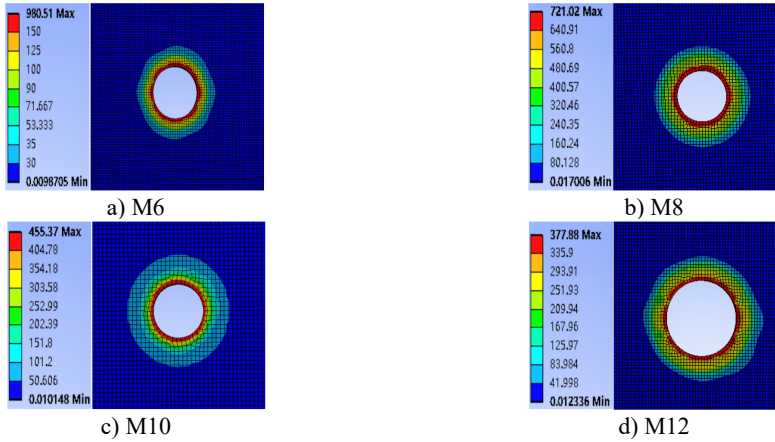 980.51 Max
150
125
100
90
71.667
53.333
35
30
0.0098705 Min
a) M6
721.02 Max
640.91
560.8
480.69
400.57
320.46
240.35
160.24
80.128
0.017006 Min
b) M8
455.37 Max
404.78
354.18
303.58
252.99
202.39
151.8
101.2
50.606
0.010148 Min
c) M10
377.88 Max
335.9
293.91
251.93
209.94
167.96
125.97
83.984
41.998
0.012336 Min
d) M12